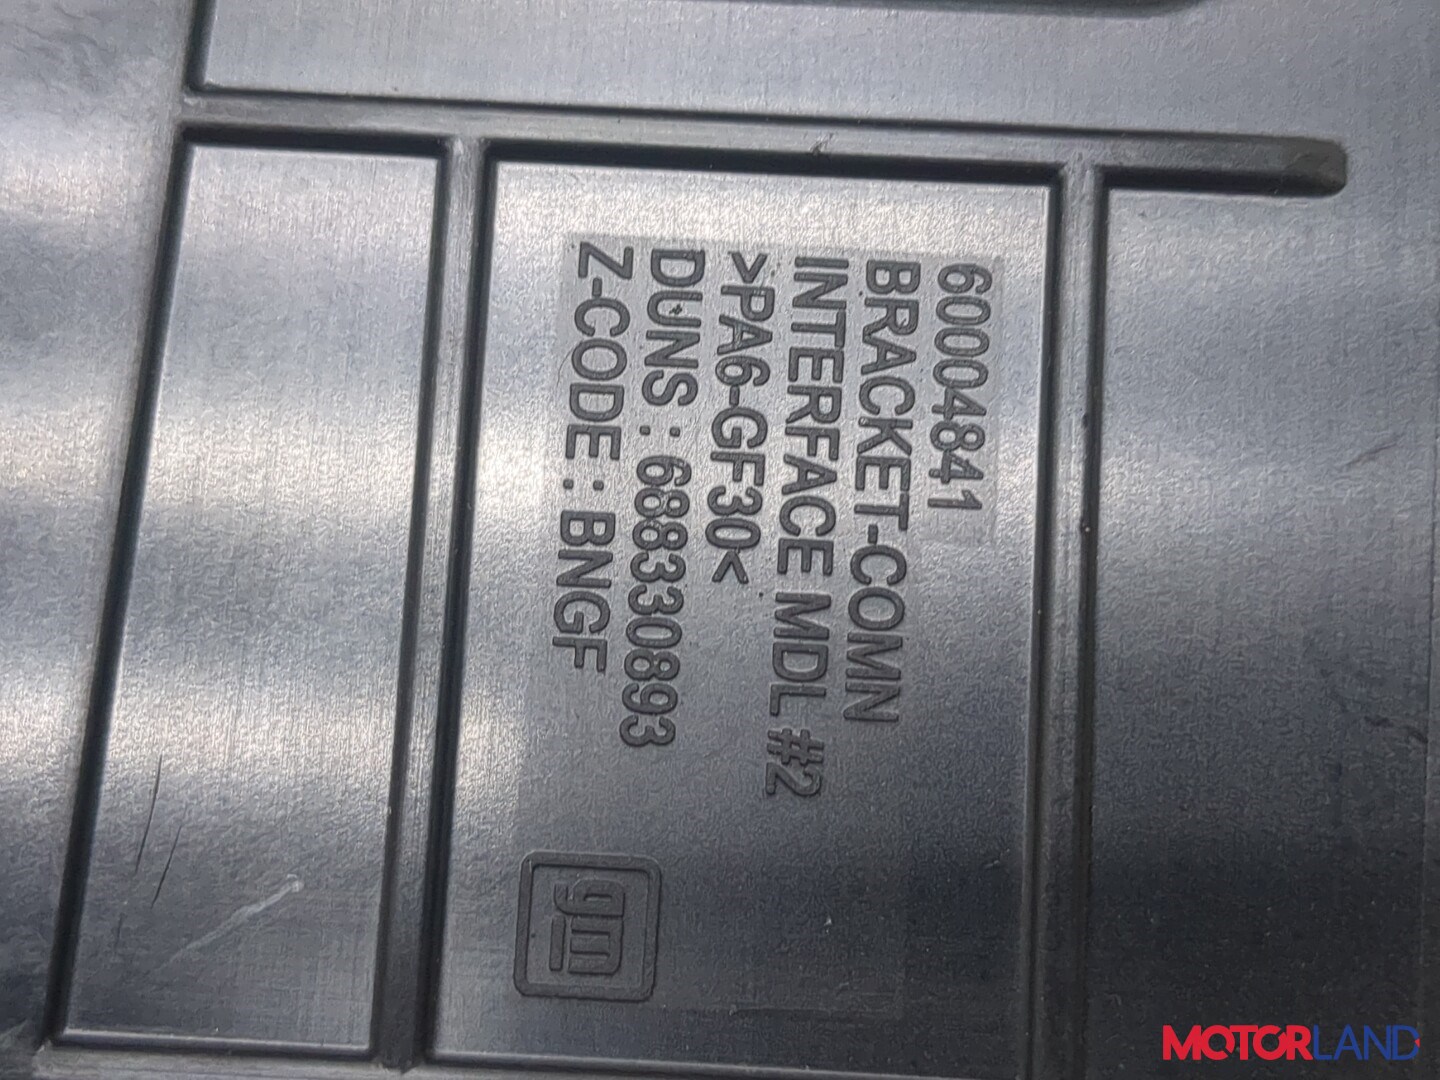 60004841
BRACKET-COMN
INTERFACE MDL #2
>PA6-GF30<
DUNS : 688330893
Z-CODE : BNGF
gm
MOTORLAND